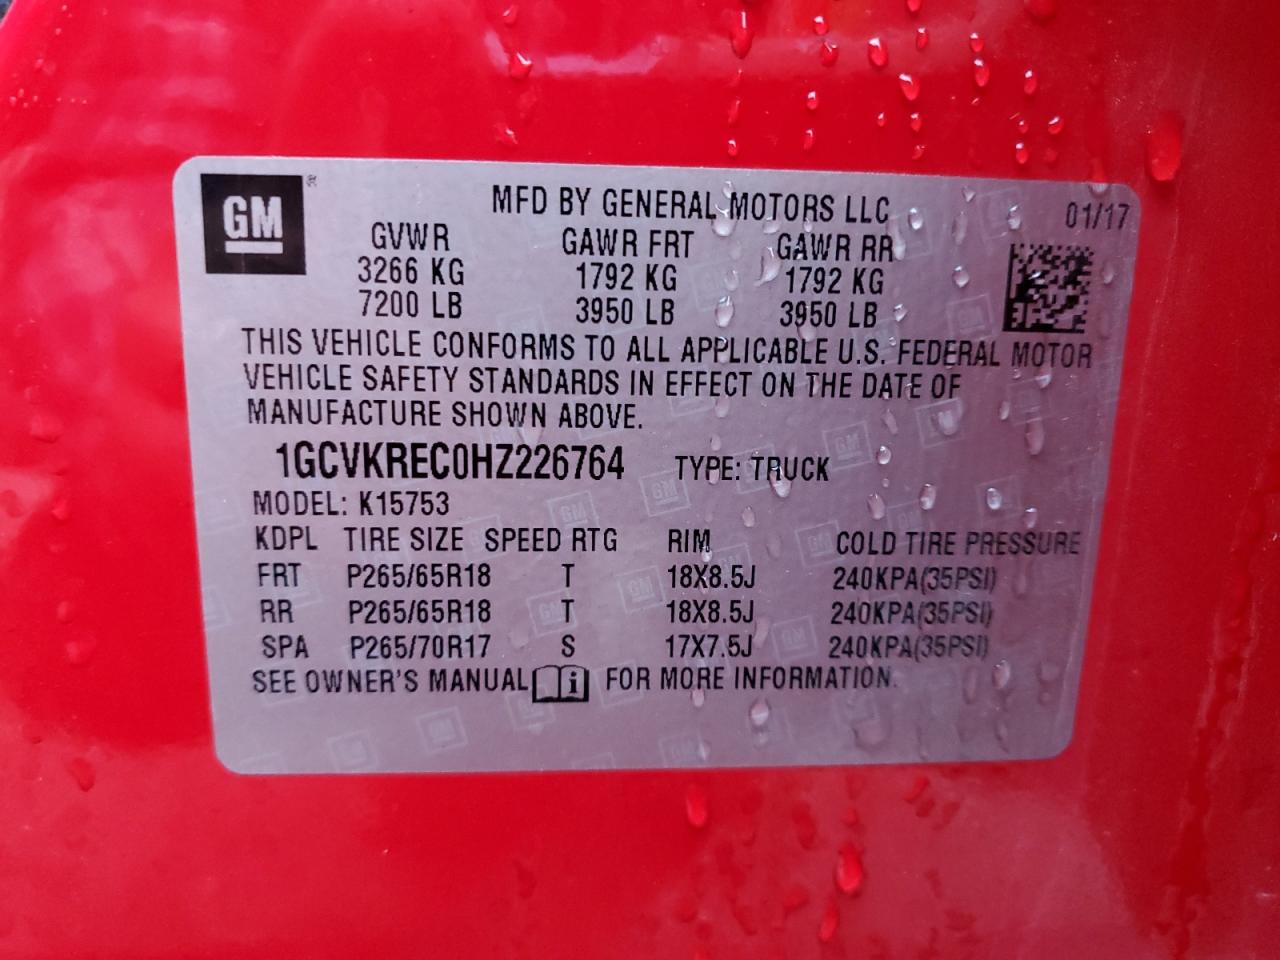 GM®
MFD BY GENERAL MOTORS LLC 01/17
GVWR GAWR FRT GAWR RR
3266 KG 1792 KG 1792 KG
7200 LB 3950 LB 3950 LB
THIS VEHICLE CONFORMS TO ALL APPLICABLE U.S. FEDERAL MOTOR
VEHICLE SAFETY STANDARDS IN EFFECT ON THE DATE OF
MANUFACTURE SHOWN ABOVE.
1GCVKREC0HZ226764 TYPE: TRUCK
MODEL: K15753
KDPL TIRE SIZE SPEED RTG RIM COLD TIRE PRESSURE
FRT P265/65R18 T 18X8.5J 240KPA(35PSI)
RR P265/65R18 T 18X8.5J 240KPA(35PSI)
SPA P265/70R17 S 17X7.5J 240KPA(35PSI)
SEE OWNER'S MANUAL i FOR MORE INFORMATION.